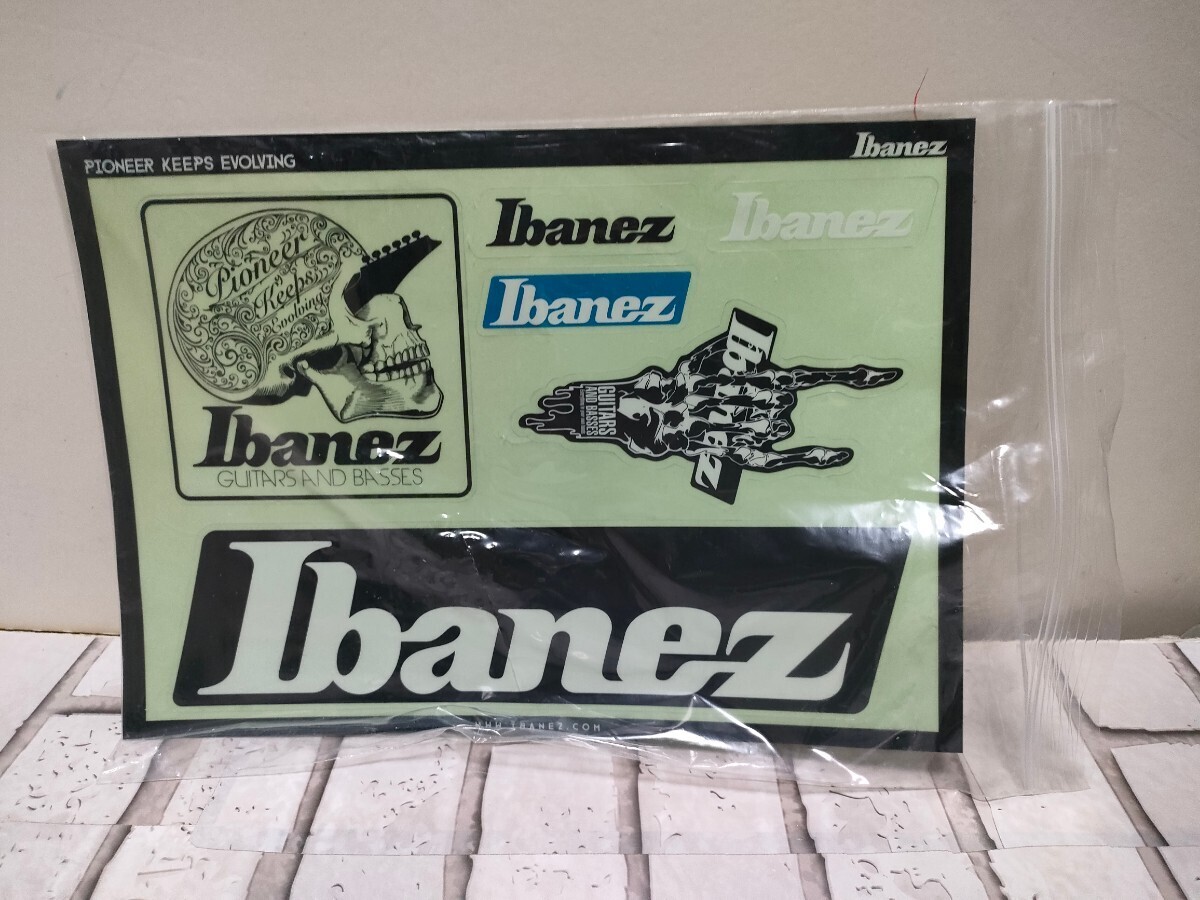 PIONEER KEEPS EVOLVING
Ibanez
Pioneer
Keeps
Evolving
Ibanez
GUITARS AND BASSES
Ibanez
Ibanez
Ibanez
Ibanez
GUITARS
AND BASSES
Ibanez
WWW.IBANEZ.COM